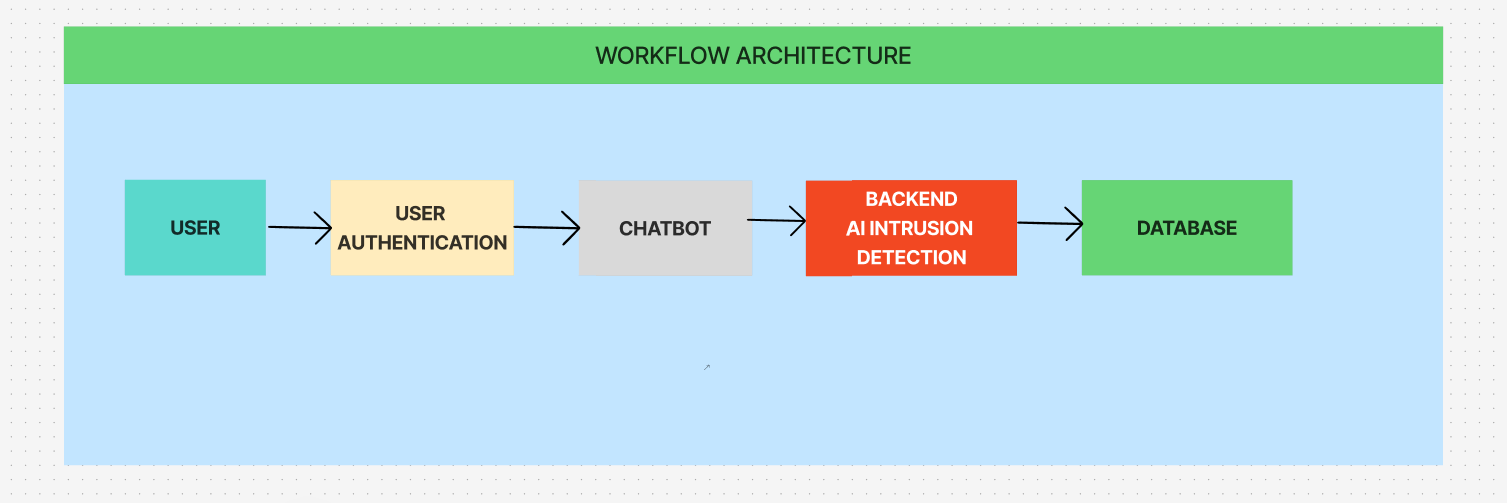 WORKFLOW ARCHITECTURE
USER
USER
AUTHENTICATION
CHATBOT
BACKEND
AI INTRUSION
DETECTION
DATABASE